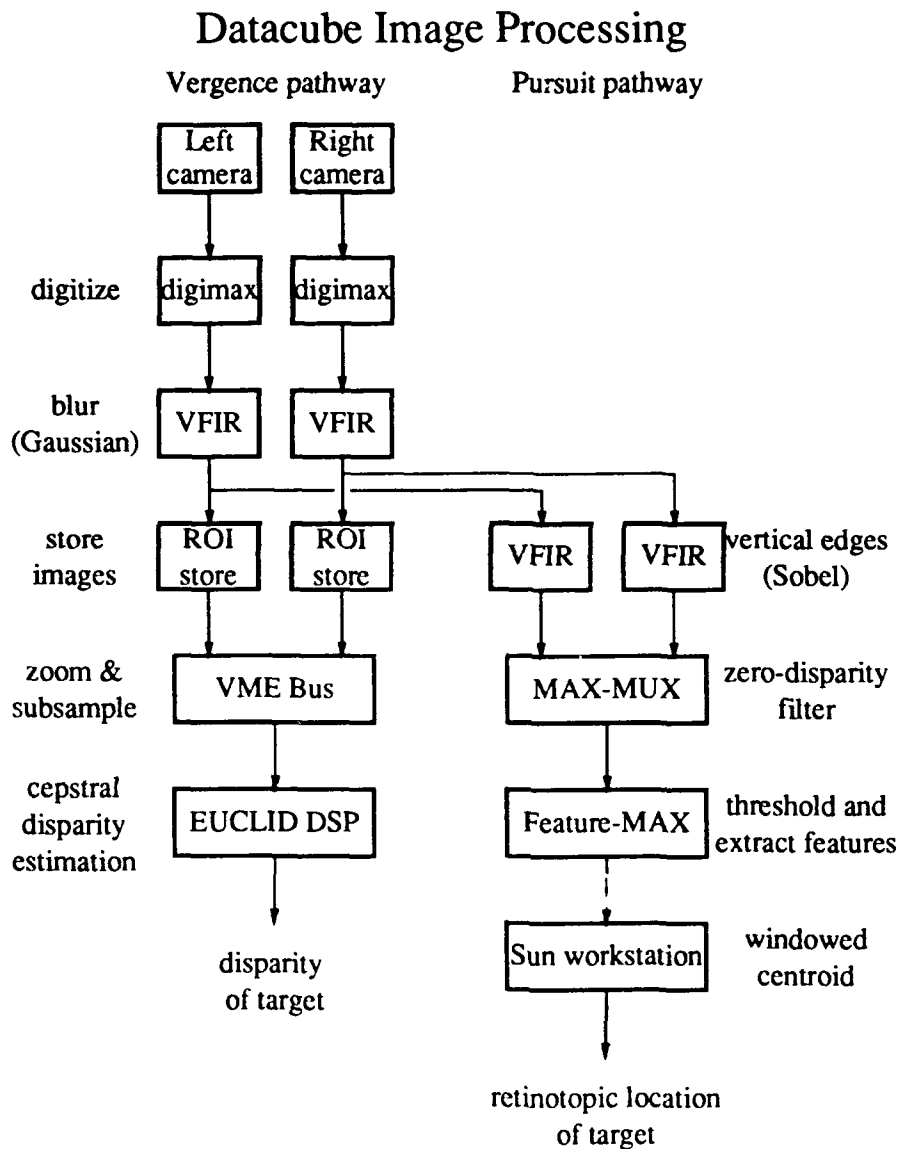 Datacube Image Processing
Vergence pathway
Pursuit pathway
Left
camera
Right
camera
digitize
digimax
digimax
blur
(Gaussian)
VFIR
VFIR
store
images
ROI
store
ROI
store
VFIR
VFIR
vertical edges
(Sobel)
zoom &
subsample
VME Bus
MAX-MUX
zero-disparity
filter
cepstral
disparity
estimation
EUCLID DSP
Feature-MAX
threshold and
extract features
disparity
of target
Sun workstation
windowed
centroid
retinotopic location
of target